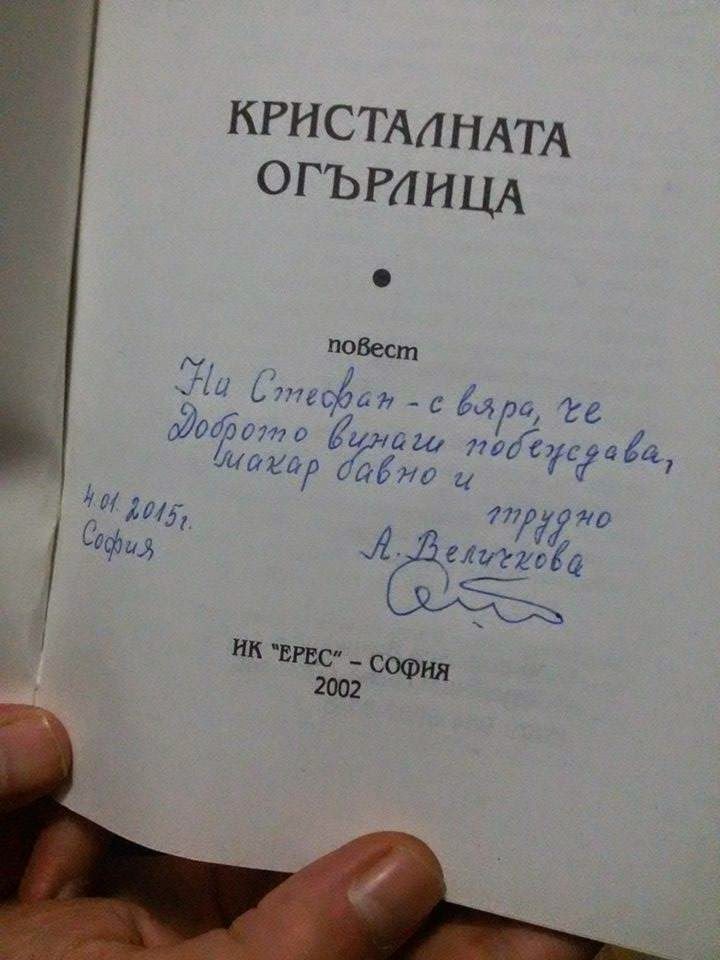 КРИСТАЛНАТА
ОГЪРЛИЦА
•
повест
На Стефан - с вяра, че
Доброто винаги побеждава,
макар бавно и
трудно
4.01.2015г.
София
А. Величкова
ИК "ЕРЕС" - СОФИЯ
2002